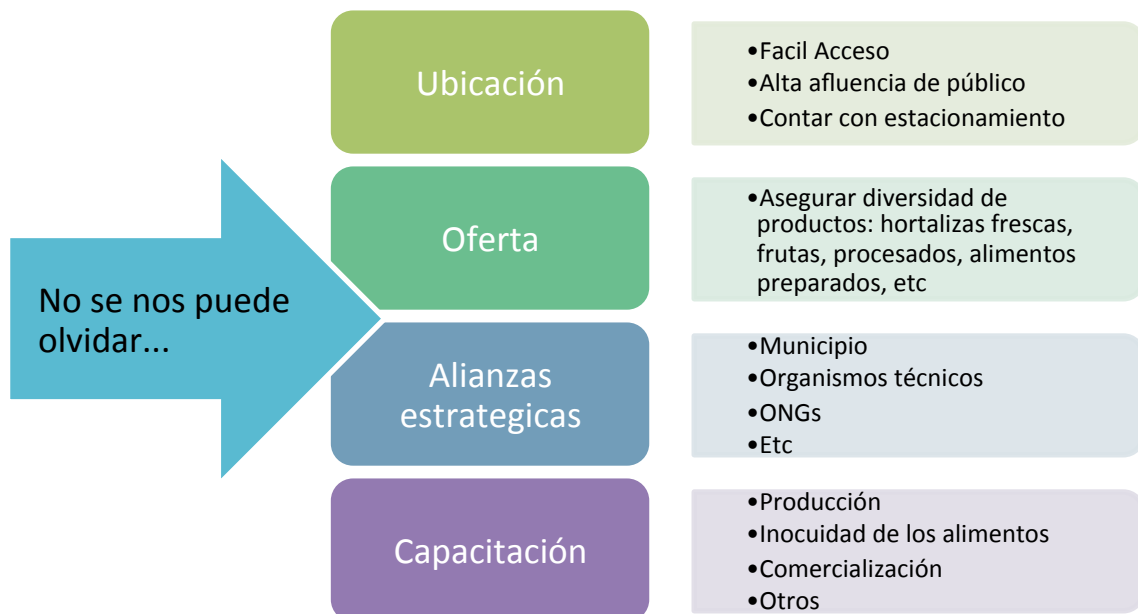 No se nos puede
olvidar...
Ubicación
•Facil Acceso
•Alta afluencia de público
•Contar con estacionamiento
Oferta
•Asegurar diversidad de
productos: hortalizas frescas,
frutas, procesados, alimentos
preparados, etc
Alianzas
estrategicas
•Municipio
•Organismos técnicos
•ONGs
•Etc
Capacitación
•Producción
•Inocuidad de los alimentos
•Comercialización
•Otros